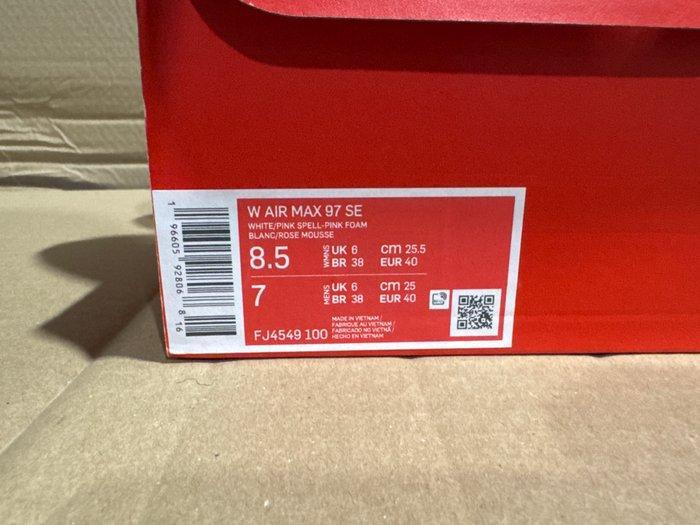 W AIR MAX 97 SE
WHITE/PINK SPELL-PINK FOAM
BLANC/ROSE MOUSSE
8.5 WMNS UK 6 cm 25.5
BR 38 EUR 40
7 MENS UK 6 cm 25
BR 38 EUR 40
FJ4549 100
MADE IN VIETNAM/
FABRIQUE AU VIETNAM/
FABRICADO NO VIETNÃ/
HECHO EN VIETNAM
1 96605 92806 8 16